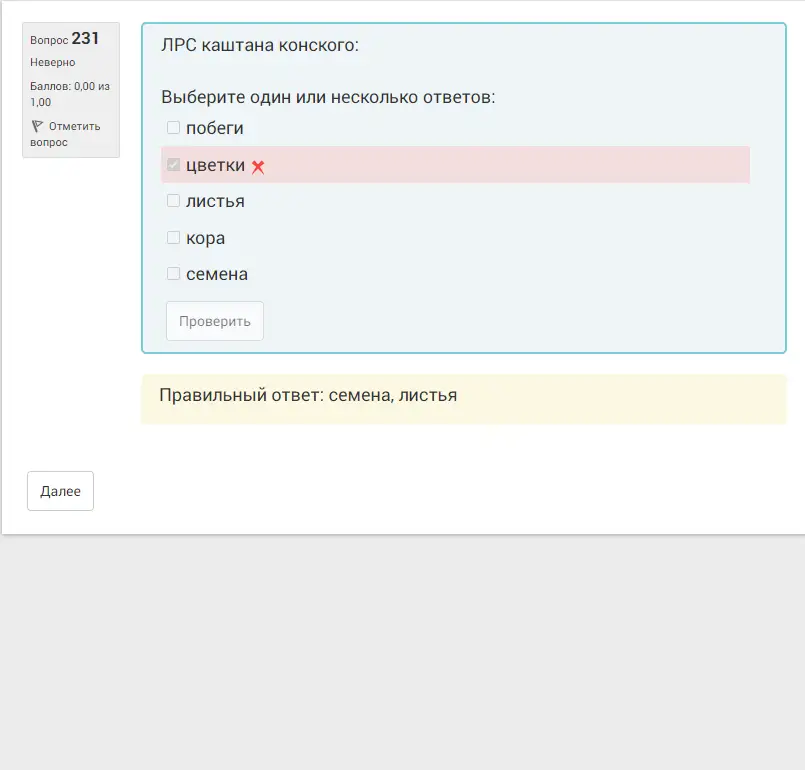 Вопрос 231
Неверно
Баллов: 0,00 из
1,00
Отметить
вопрос
ЛРС каштана конского:
Выберите один или несколько ответов:
побеги
цветки
листья
кора
семена
Проверить
Правильный ответ: семена, листья
Далее